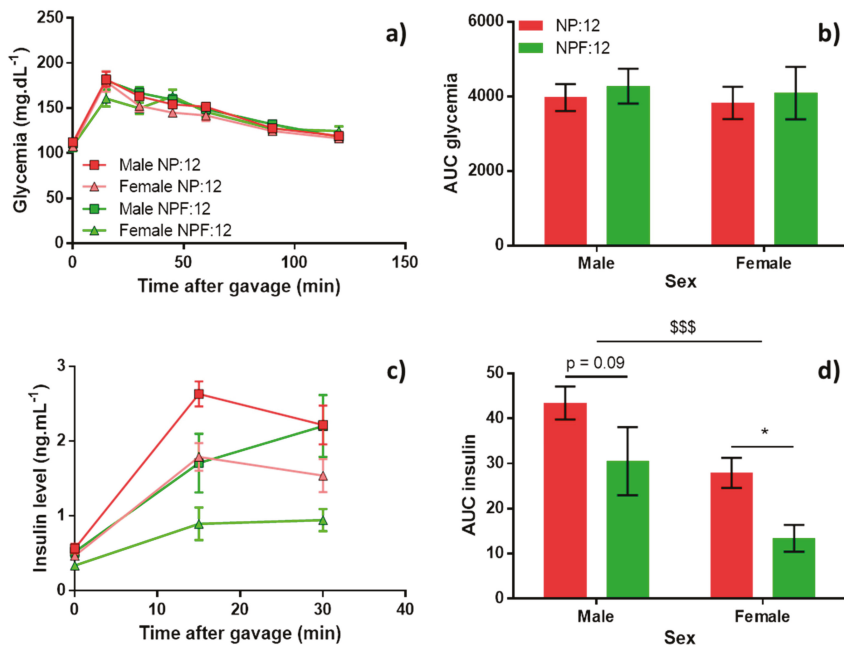 a)
Glycemia (mg.dL-1)
250
200
150
100
50
0
0
50
100
150
Time after gavage (min)
Male NP:12
Female NP:12
Male NPF:12
Female NPF:12
b)
NP:12
NPF:12
AUC glycemia
6000
4000
2000
0
Male
Female
Sex
c)
Insulin level (ng.mL-1)
3
2
1
0
0
10
20
30
40
Time after gavage (min)
$$$
d)
p = 0.09
*
AUC insulin
50
40
30
20
10
0
Male
Female
Sex